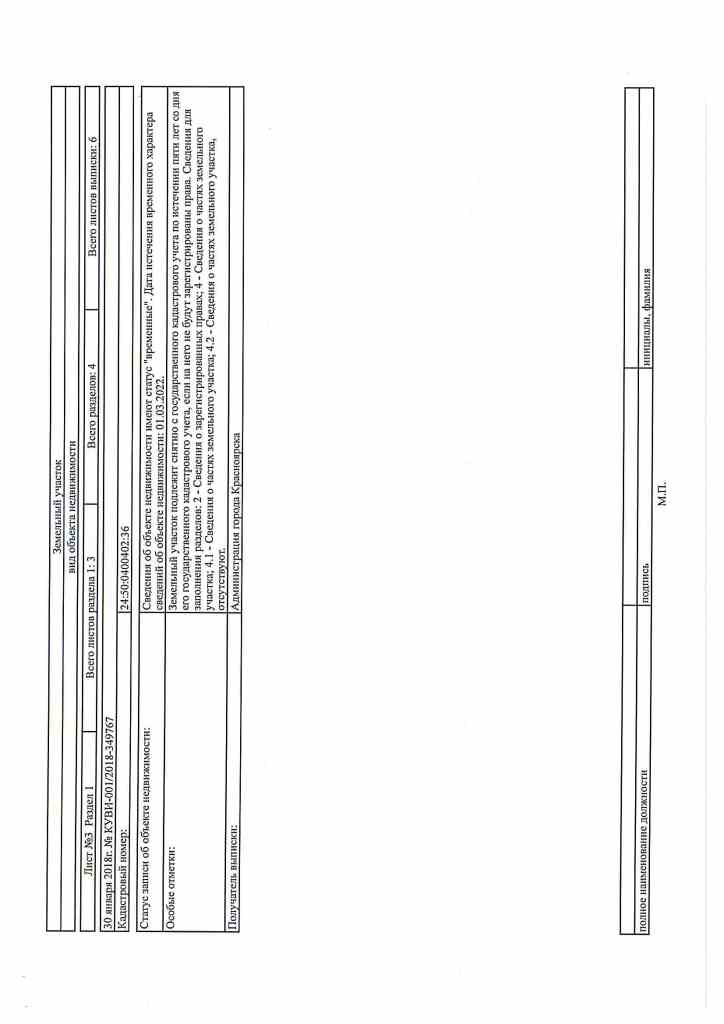 Земельный участок
вид объекта недвижимости
Лист №3 Раздел 1 Всего листов раздела 1: 3 Всего разделов: 4 Всего листов выписки: 6
30 января 2018г. № КУВИ-001/2018-349767
Кадастровый номер: 24:50:0400402:36
Статус записи об объекте недвижимости: Сведения об объекте недвижимости имеют статус "временные". Дата истечения временного характера
сведений об объекте недвижимости: 01.03.2022.
Особые отметки: Земельный участок подлежит снятию с государственного кадастрового учета по истечении пяти лет со дня
его государственного кадастрового учета, если на него не будут зарегистрированы права. Сведения для
заполнения разделов: 2 - Сведения о зарегистрированных правах; 4 - Сведения о частях земельного
участка; 4.1 - Сведения о частях земельного участка; 4.2 - Сведения о частях земельного участка,
отсутствуют.
Получатель выписки: Администрация города Красноярска
полное наименование должности подпись инициалы, фамилия
М.П.